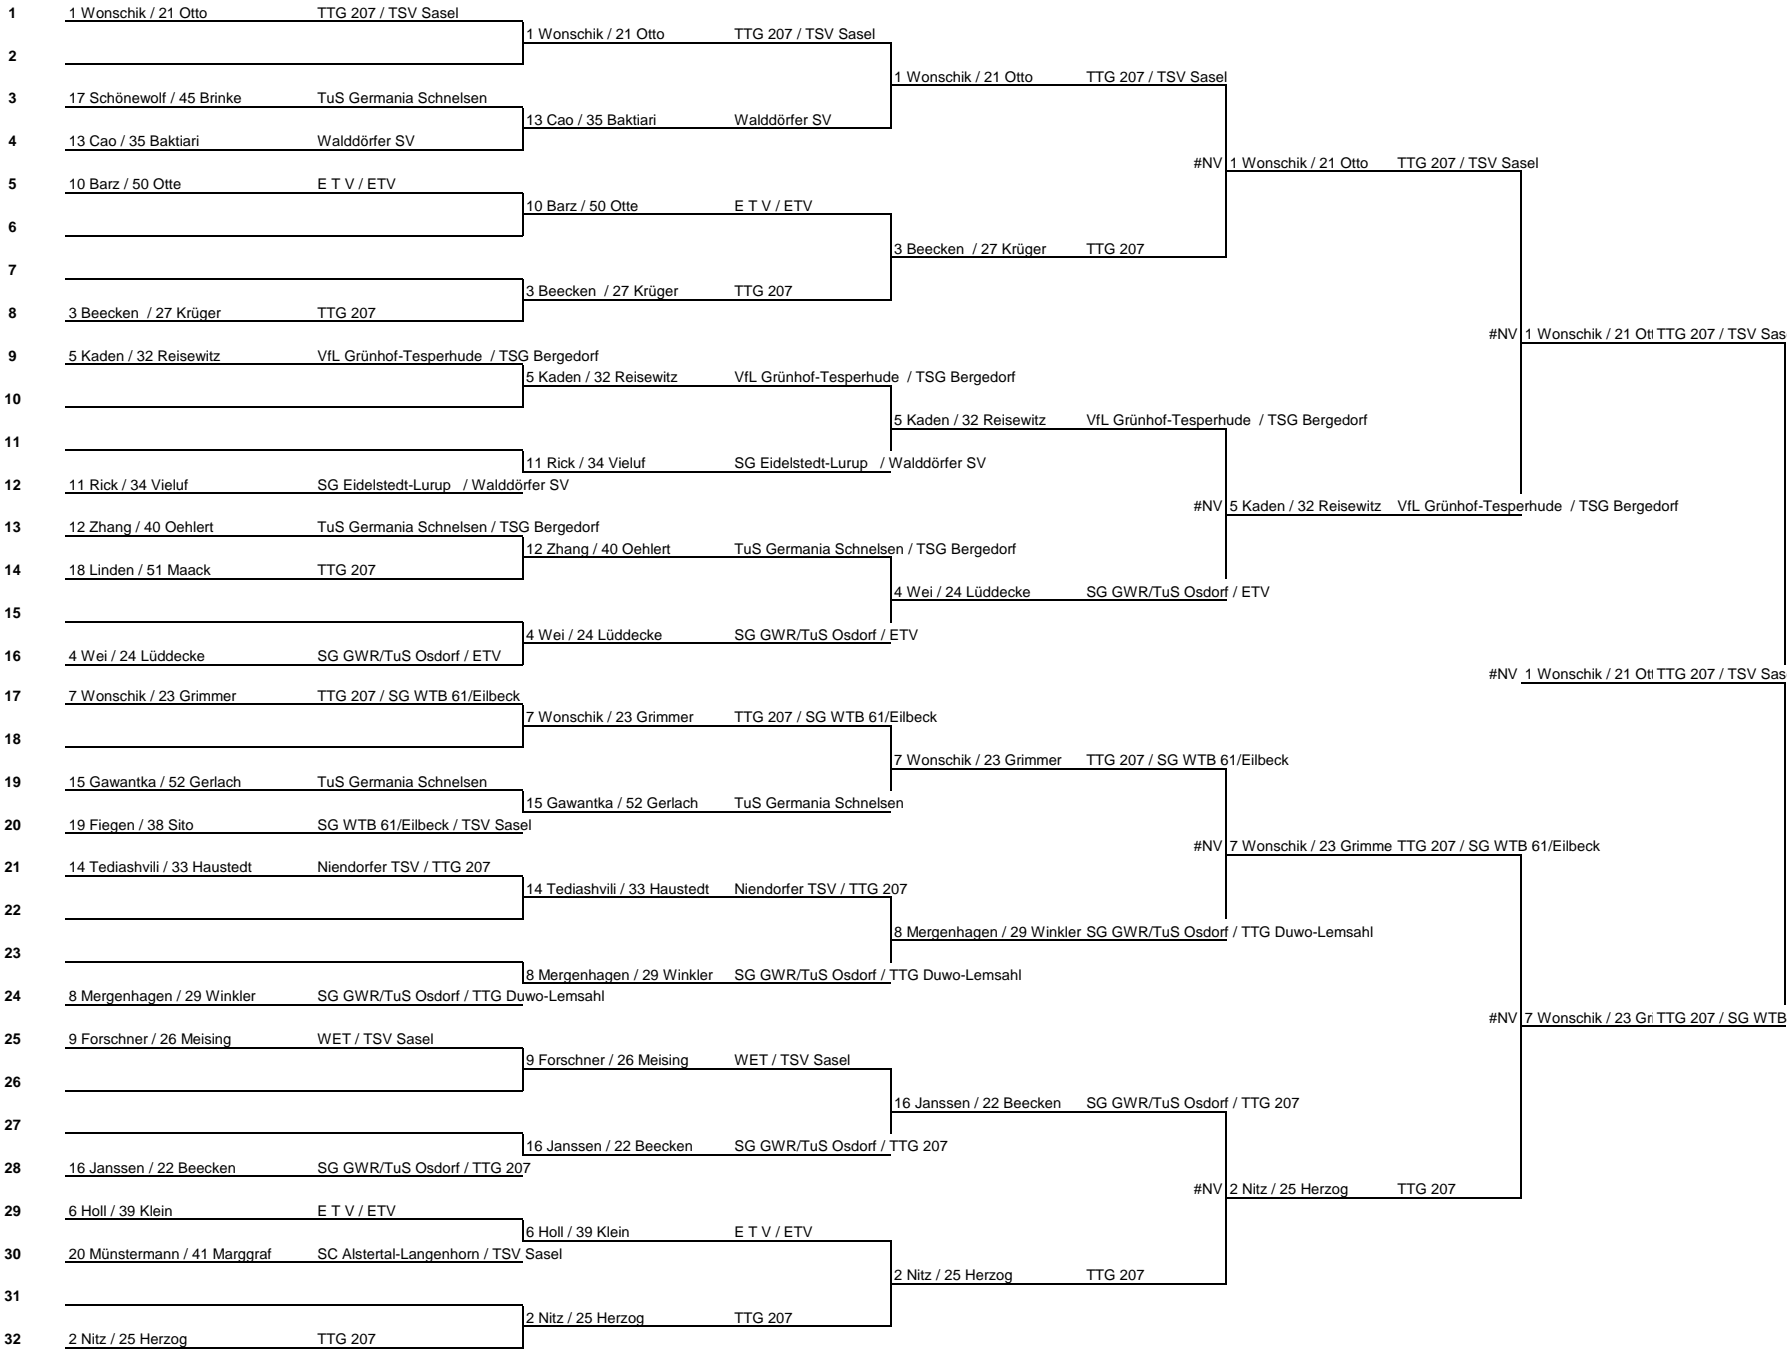 1 1 Wonschik / 21 Otto TTG 207 / TSV Sasel
1 Wonschik / 21 Otto TTG 207 / TSV Sasel
2
1 Wonschik / 21 Otto TTG 207 / TSV Sasel
3 17 Schönewolf / 45 Brinke TuS Germania Schnelsen
13 Cao / 35 Baktiari Walddörfer SV
4 13 Cao / 35 Baktiari Walddörfer SV
#NV 1 Wonschik / 21 Otto TTG 207 / TSV Sasel
5 10 Barz / 50 Otte E T V / ETV
10 Barz / 50 Otte E T V / ETV
6
3 Beecken / 27 Krüger TTG 207
7
3 Beecken / 27 Krüger TTG 207
8 3 Beecken / 27 Krüger TTG 207
#NV 1 Wonschik / 21 Ott TTG 207 / TSV Sas
9 5 Kaden / 32 Reisewitz VfL Grünhof-Tesperhude / TSG Bergedorf
5 Kaden / 32 Reisewitz VfL Grünhof-Tesperhude / TSG Bergedorf
10
5 Kaden / 32 Reisewitz VfL Grünhof-Tesperhude / TSG Bergedorf
11
11 Rick / 34 Vieluf SG Eidelstedt-Lurup / Walddörfer SV
12 11 Rick / 34 Vieluf SG Eidelstedt-Lurup / Walddörfer SV
#NV 5 Kaden / 32 Reisewitz VfL Grünhof-Tesperhude / TSG Bergedorf
13 12 Zhang / 40 Oehlert TuS Germania Schnelsen / TSG Bergedorf
12 Zhang / 40 Oehlert TuS Germania Schnelsen / TSG Bergedorf
14 18 Linden / 51 Maack TTG 207
4 Wei / 24 Lüddecke SG GWR/TuS Osdorf / ETV
15
4 Wei / 24 Lüddecke SG GWR/TuS Osdorf / ETV
16 4 Wei / 24 Lüddecke SG GWR/TuS Osdorf / ETV
#NV 1 Wonschik / 21 Ott TTG 207 / TSV Sas
17 7 Wonschik / 23 Grimmer TTG 207 / SG WTB 61/Eilbeck
7 Wonschik / 23 Grimmer TTG 207 / SG WTB 61/Eilbeck
18
7 Wonschik / 23 Grimmer TTG 207 / SG WTB 61/Eilbeck
19 15 Gawantka / 52 Gerlach TuS Germania Schnelsen
15 Gawantka / 52 Gerlach TuS Germania Schnelsen
20 19 Fiegen / 38 Sito SG WTB 61/Eilbeck / TSV Sasel
#NV 7 Wonschik / 23 Grimme TTG 207 / SG WTB 61/Eilbeck
21 14 Tediashvili / 33 Haustedt Niendorfer TSV / TTG 207
14 Tediashvili / 33 Haustedt Niendorfer TSV / TTG 207
22
8 Mergenhagen / 29 Winkler SG GWR/TuS Osdorf / TTG Duwo-Lemsahl
23
8 Mergenhagen / 29 Winkler SG GWR/TuS Osdorf / TTG Duwo-Lemsahl
24 8 Mergenhagen / 29 Winkler SG GWR/TuS Osdorf / TTG Duwo-Lemsahl
#NV 7 Wonschik / 23 Gri TTG 207 / SG WTB
25 9 Forschner / 26 Meising WET / TSV Sasel
9 Forschner / 26 Meising WET / TSV Sasel
26
16 Janssen / 22 Beecken SG GWR/TuS Osdorf / TTG 207
27
16 Janssen / 22 Beecken SG GWR/TuS Osdorf / TTG 207
28 16 Janssen / 22 Beecken SG GWR/TuS Osdorf / TTG 207
#NV 2 Nitz / 25 Herzog TTG 207
29 6 Holl / 39 Klein E T V / ETV
6 Holl / 39 Klein E T V / ETV
30 20 Münstermann / 41 Marggraf SC Alstertal-Langenhorn / TSV Sasel
2 Nitz / 25 Herzog TTG 207
31
2 Nitz / 25 Herzog TTG 207
32 2 Nitz / 25 Herzog TTG 207